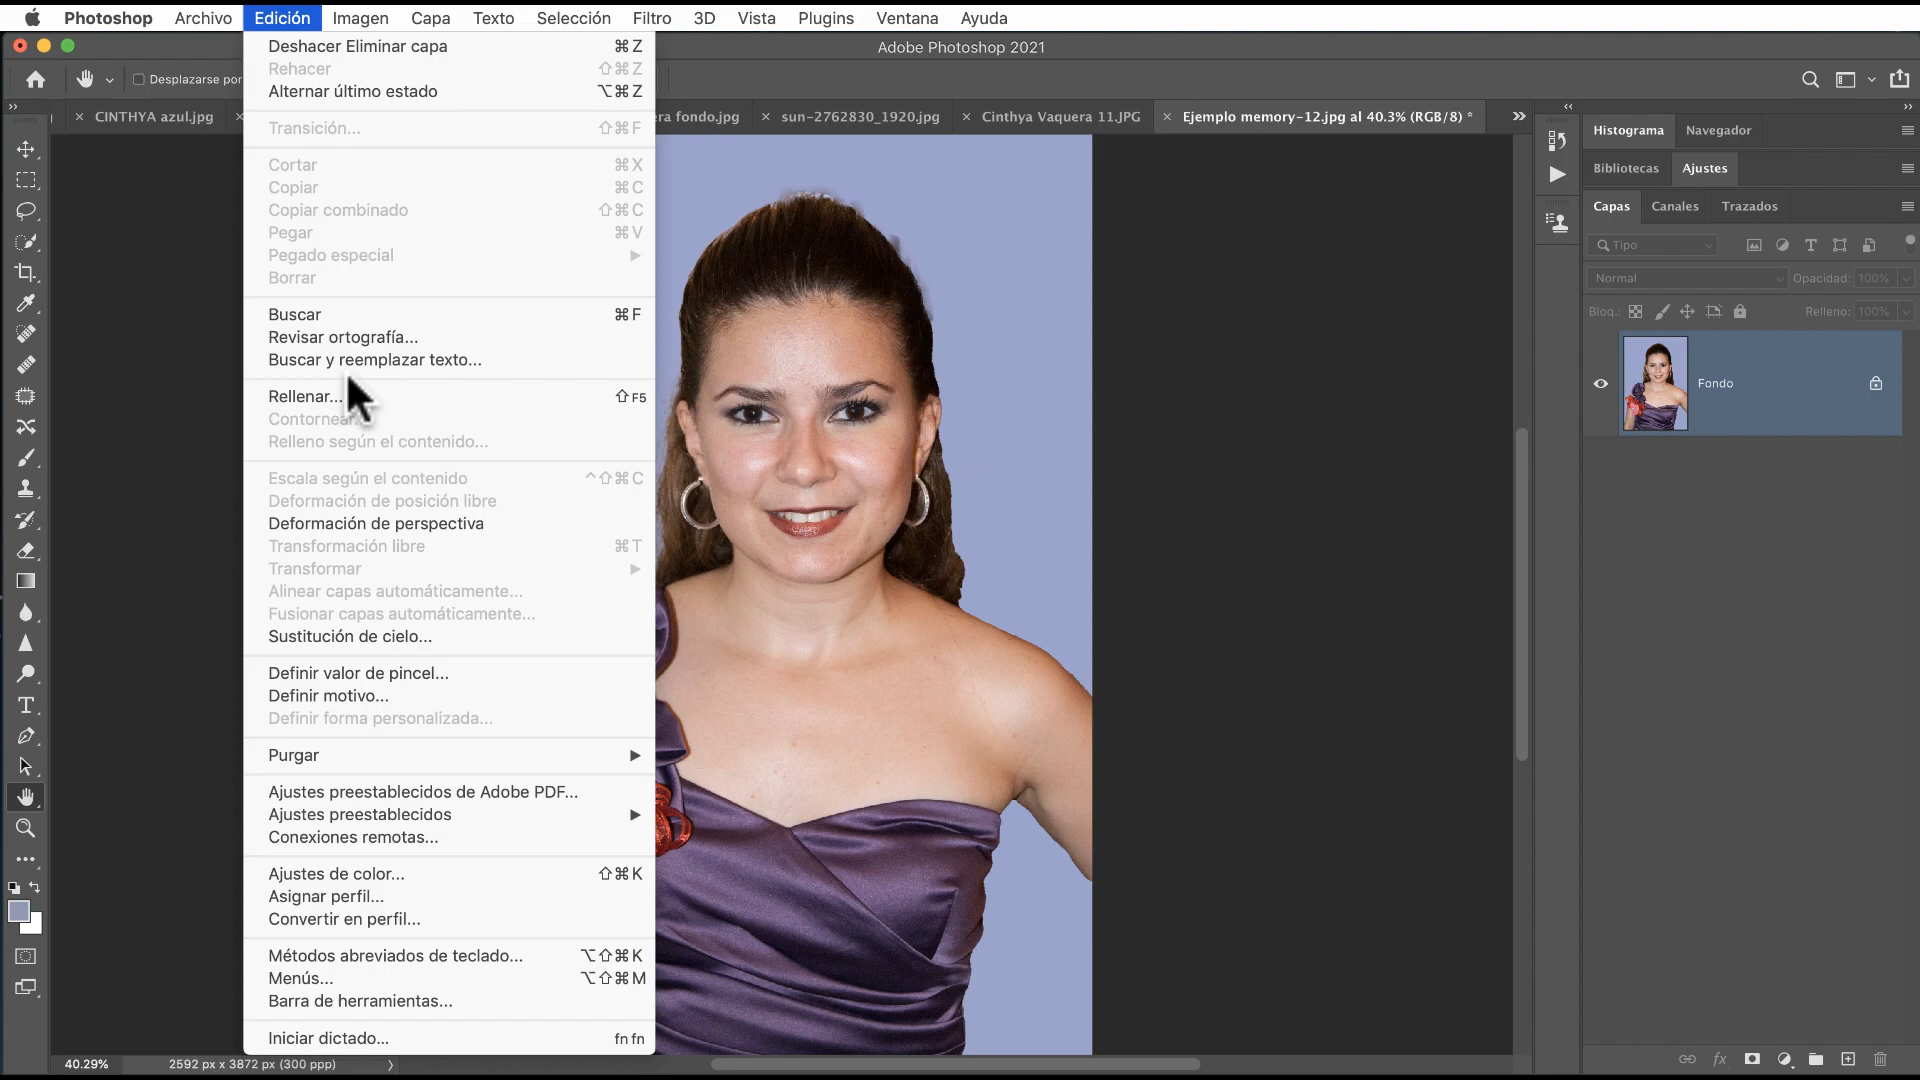 Photoshop Archivo Edición Imagen Capa Texto Selección Filtro 3D Vista Plugins Ventana Ayuda
Adobe Photoshop 2021
Desplazarse por
CINTHYA azul.jpg
ra fondo.jpg
sun-2762830_1920.jpg
Cinthya Vaquera 11.JPG
Ejemplo memory-12.jpg al 40.3% (RGB/8) *
Deshacer Eliminar capa ⌘Z
Rehacer ⇧⌘Z
Alternar último estado ⌥⌘Z
Transición... ⇧⌘F
Cortar ⌘X
Copiar ⌘C
Copiar combinado ⇧⌘C
Pegar ⌘V
Pegado especial
Borrar
Buscar ⌘F
Revisar ortografía...
Buscar y reemplazar texto...
Rellenar... ⇧F5
Contornear
Relleno según el contenido...
Escala según el contenido ^⇧⌘C
Deformación de posición libre
Deformación de perspectiva
Transformación libre ⌘T
Transformar
Alinear capas automáticamente...
Fusionar capas automáticamente...
Sustitución de cielo...
Definir valor de pincel...
Definir motivo...
Definir forma personalizada...
Purgar
Ajustes preestablecidos de Adobe PDF...
Ajustes preestablecidos
Conexiones remotas...
Ajustes de color... ⇧⌘K
Asignar perfil...
Convertir en perfil...
Métodos abreviados de teclado... ⌥⇧⌘K
Menús... ⌥⇧⌘M
Barra de herramientas...
Iniciar dictado... fn fn
Histograma Navegador
Bibliotecas Ajustes
Capas Canales Trazados
Tipo
Normal Opacidad: 100%
Bloq.: Relleno: 100%
Fondo
fx
40.29% 2592 px x 3872 px (300 ppp)